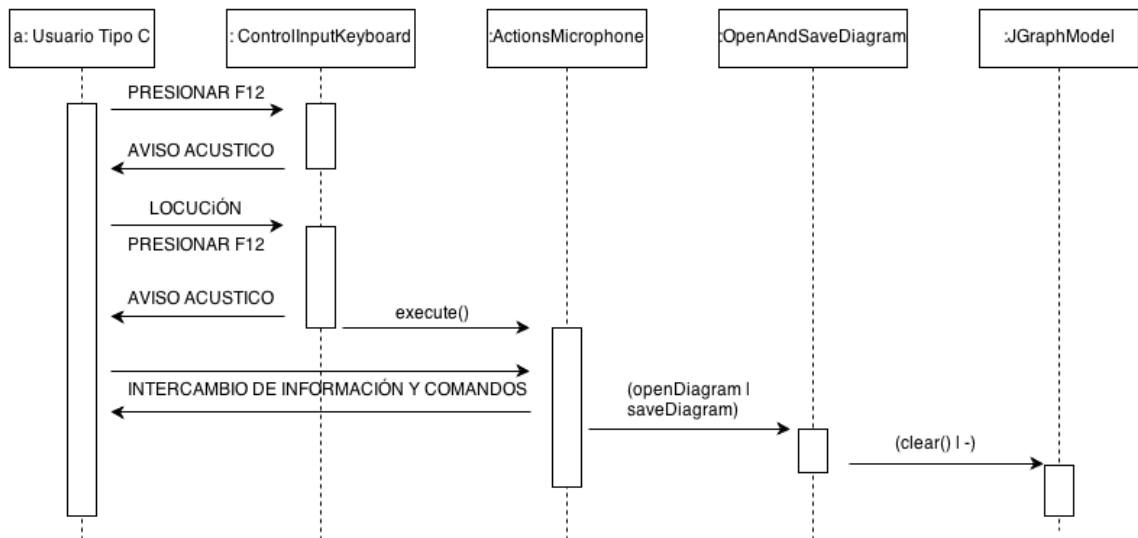 a: Usuario Tipo C
: ControlInputKeyboard
:ActionsMicrophone
:OpenAndSaveDiagram
:JGraphModel
PRESIONAR F12
AVISO ACUSTICO
LOCUCiÓN
PRESIONAR F12
AVISO ACUSTICO
execute()
INTERCAMBIO DE INFORMACIÓN Y COMANDOS
(openDiagram |
saveDiagram)
(clear() | -)